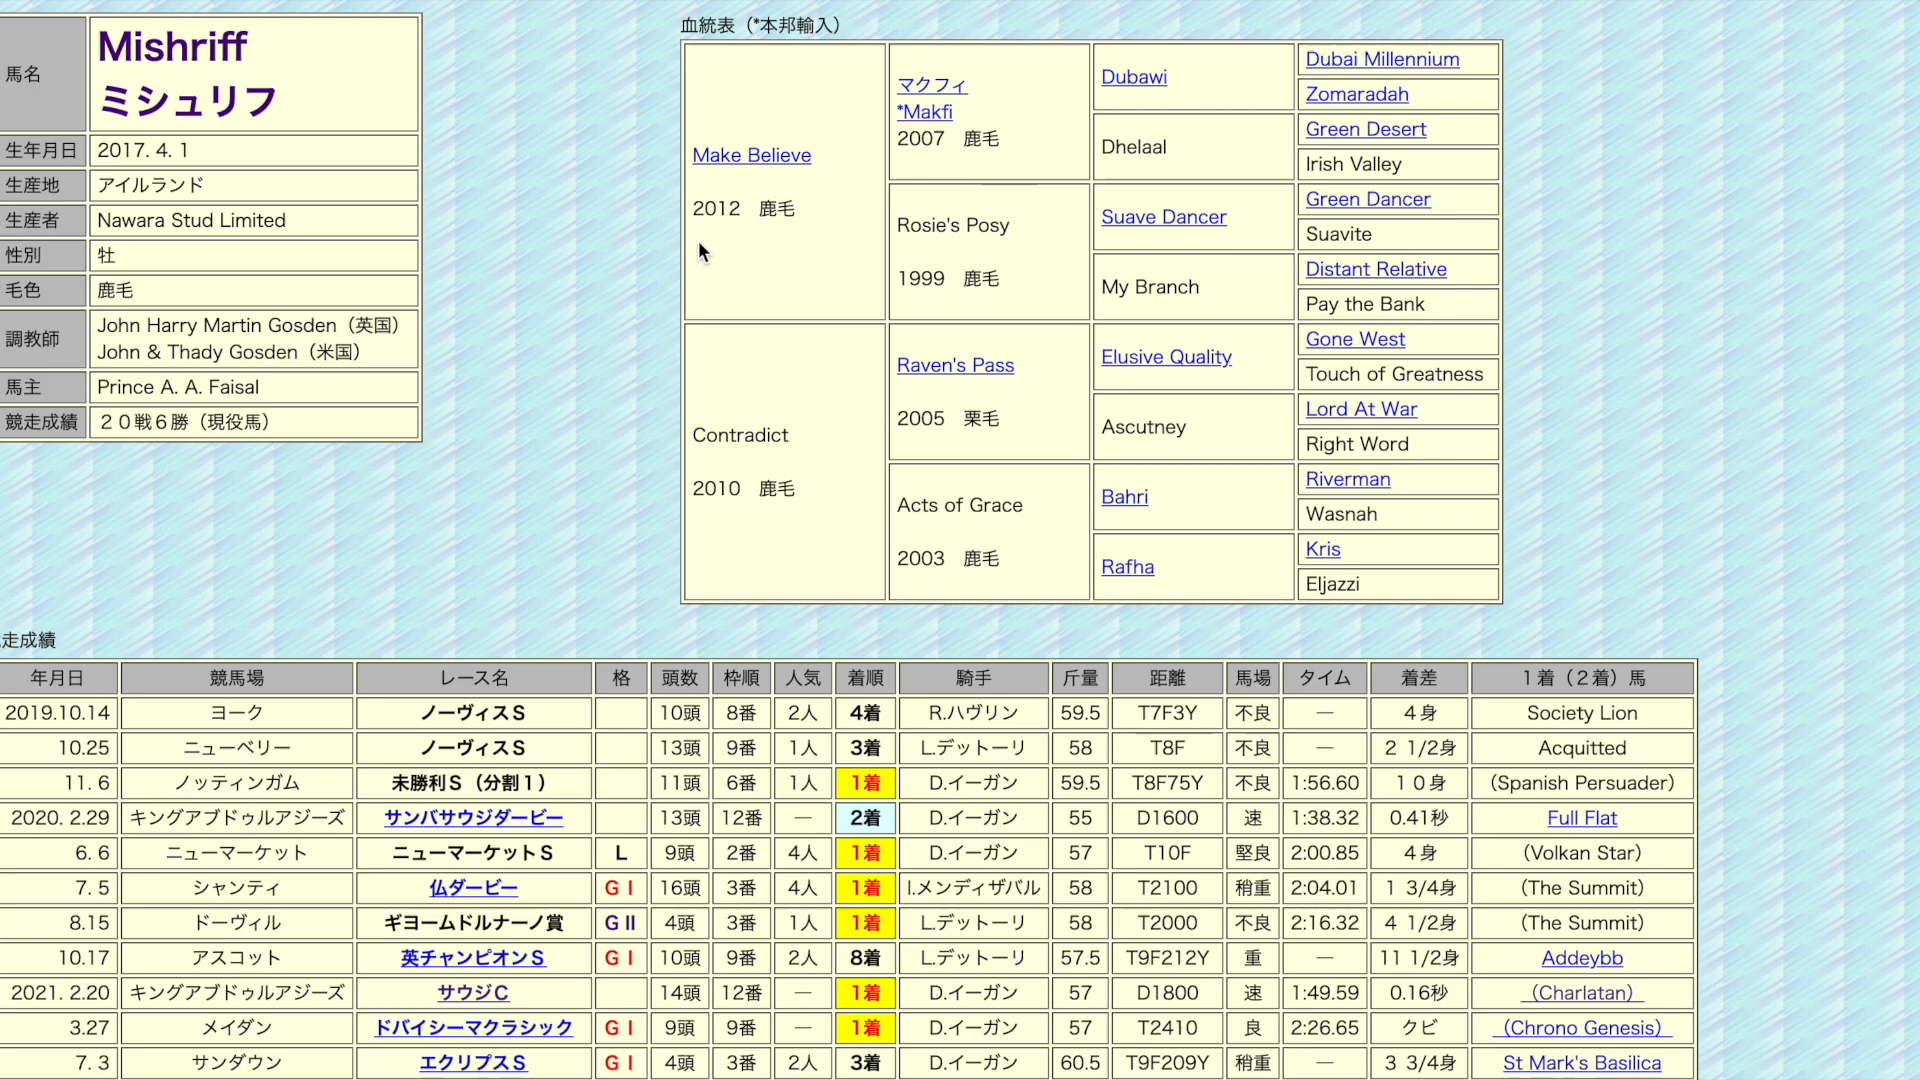 馬名 Mishriff
ミシュリフ
生年月日 2017. 4. 1
生産地 アイルランド
生産者 Nawara Stud Limited
性別 牡
毛色 鹿毛
調教師 John Harry Martin Gosden（英国）
John & Thady Gosden（米国）
馬主 Prince A. A. Faisal
競走成績 ２０戦６勝（現役馬）
血統表（*本邦輸入）
Make Believe
2012　鹿毛
マクフィ
*Makfi
2007　鹿毛
Dubawi
Dubai Millennium
Zomaradah
Dhelaal
Green Desert
Irish Valley
Rosie's Posy
1999　鹿毛
Suave Dancer
Green Dancer
Suavite
My Branch
Distant Relative
Pay the Bank
Contradict
2010　鹿毛
Raven's Pass
2005　栗毛
Elusive Quality
Gone West
Touch of Greatness
Ascutney
Lord At War
Right Word
Acts of Grace
2003　鹿毛
Bahri
Riverman
Wasnah
Rafha
Kris
Eljazzi
走成績
年月日 競馬場 レース名 格 頭数 枠順 人気 着順 騎手 斤量 距離 馬場 タイム 着差 １着（２着）馬
2019.10.14 ヨーク ノーヴィスＳ 10頭 8番 2人 4着 R.ハヴリン 59.5 T7F3Y 不良 — ４身 Society Lion
10.25 ニューベリー ノーヴィスＳ 13頭 9番 1人 3着 L.デットーリ 58 T8F 不良 — 2 1/2身 Acquitted
11. 6 ノッティンガム 未勝利Ｓ（分割１） 11頭 6番 1人 1着 D.イーガン 59.5 T8F75Y 不良 1:56.60 １０身 （Spanish Persuader）
2020. 2.29 キングアブドゥルアジーズ サンバサウジダービー 13頭 12番 — 2着 D.イーガン 55 D1600 速 1:38.32 0.41秒 Full Flat
6. 6 ニューマーケット ニューマーケットＳ L 9頭 2番 4人 1着 D.イーガン 57 T10F 堅良 2:00.85 ４身 （Volkan Star）
7. 5 シャンティ 仏ダービー ＧⅠ 16頭 3番 4人 1着 I.メンディザバル 58 T2100 稍重 2:04.01 1 3/4身 （The Summit）
8.15 ドーヴィル ギヨームドルナーノ賞 ＧⅡ 4頭 3番 1人 1着 L.デットーリ 58 T2000 不良 2:16.32 4 1/2身 （The Summit）
10.17 アスコット 英チャンピオンＳ ＧⅠ 10頭 9番 2人 8着 L.デットーリ 57.5 T9F212Y 重 — 11 1/2身 Addeybb
2021. 2.20 キングアブドゥルアジーズ サウジＣ 14頭 12番 — 1着 D.イーガン 57 D1800 速 1:49.59 0.16秒 （Charlatan）
3.27 メイダン ドバイシーマクラシック ＧⅠ 9頭 9番 — 1着 D.イーガン 57 T2410 良 2:26.65 クビ （Chrono Genesis）
7. 3 サンダウン エクリプスＳ ＧⅠ 4頭 3番 2人 3着 D.イーガン 60.5 T9F209Y 稍重 — 3 3/4身 St Mark's Basilica